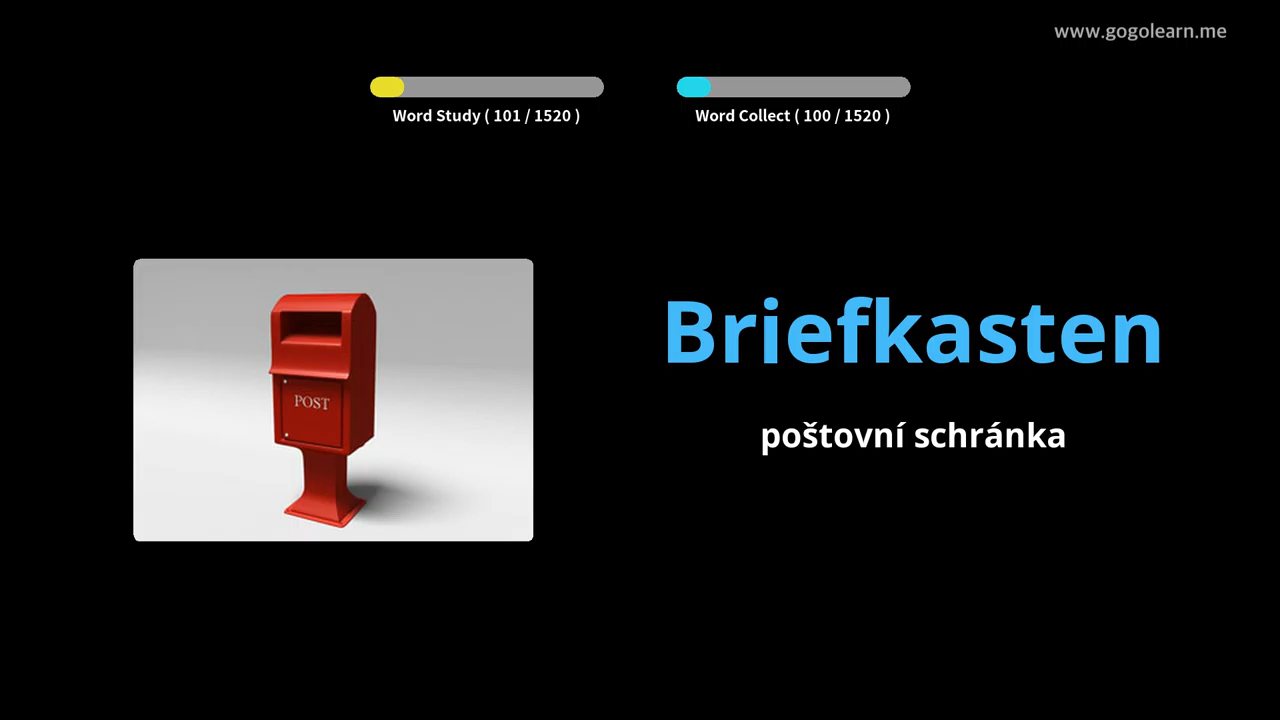 www.gogolearn.me
Word Study ( 101 / 1520 )
Word Collect ( 100 / 1520 )
POST
Briefkasten
poštovní schránka